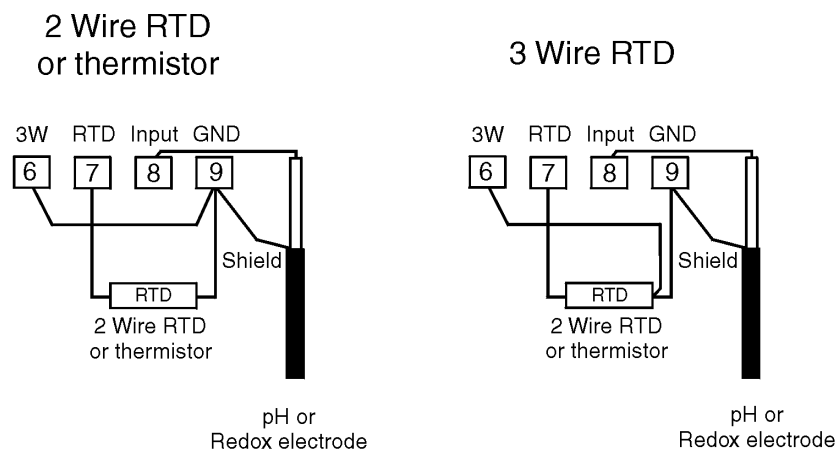 2 Wire RTD
or thermistor
3W RTD Input GND
6 7 8 9
Shield
RTD
2 Wire RTD
or thermistor
pH or
Redox electrode
3 Wire RTD
3W RTD Input GND
6 7 8 9
Shield
RTD
2 Wire RTD
or thermistor
pH or
Redox electrode